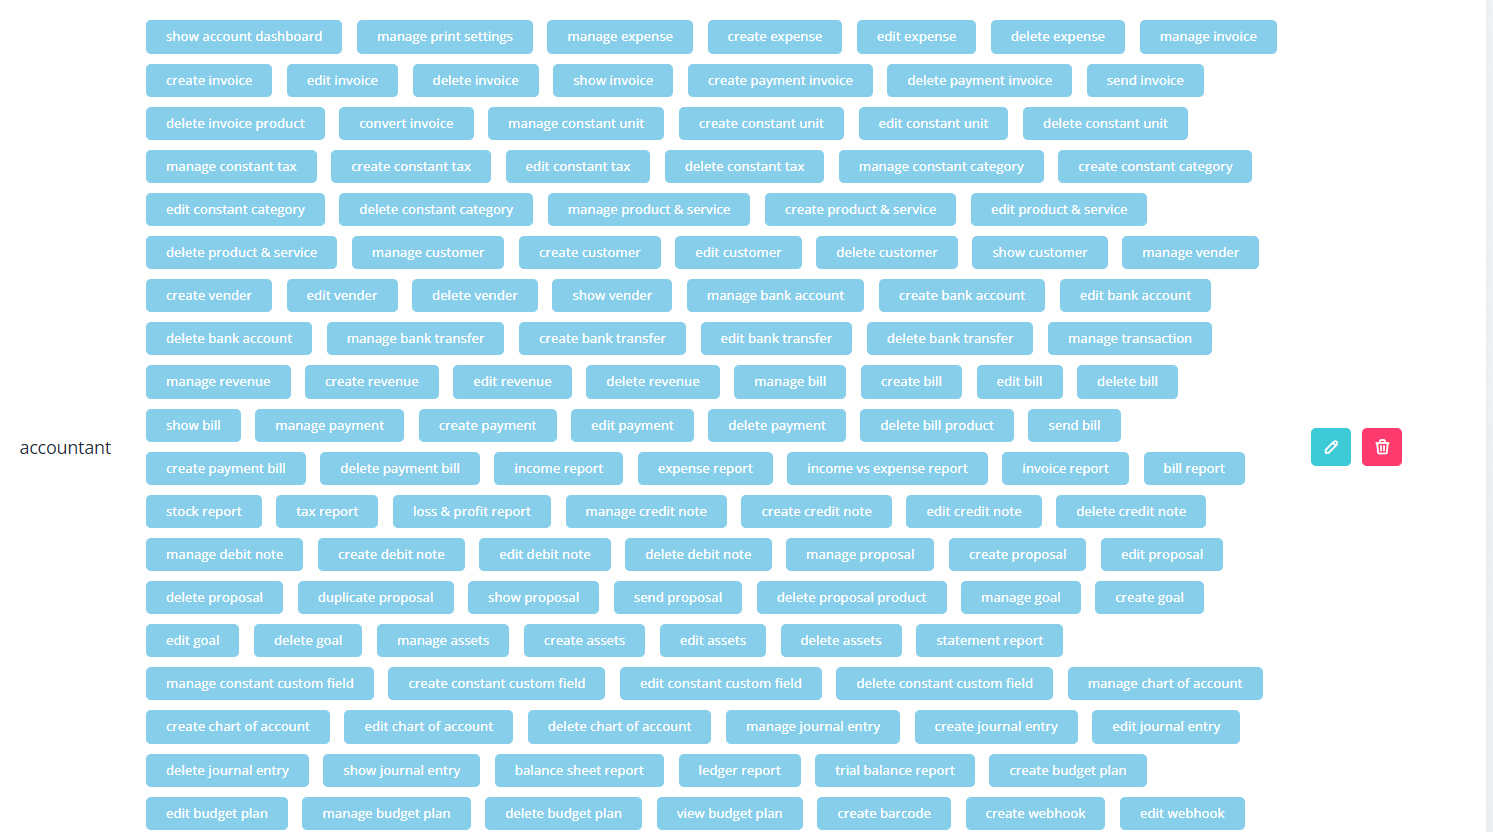 show account dashboard manage print settings manage expense create expense edit expense delete expense manage invoice
create invoice edit invoice delete invoice show invoice create payment invoice delete payment invoice send invoice
delete invoice product convert invoice manage constant unit create constant unit edit constant unit delete constant unit
manage constant tax create constant tax edit constant tax delete constant tax manage constant category create constant category
edit constant category delete constant category manage product & service create product & service edit product & service
delete product & service manage customer create customer edit customer delete customer show customer manage vender
create vender edit vender delete vender show vender manage bank account create bank account edit bank account
delete bank account manage bank transfer create bank transfer edit bank transfer delete bank transfer manage transaction
manage revenue create revenue edit revenue delete revenue manage bill create bill edit bill delete bill
show bill manage payment create payment edit payment delete payment delete bill product send bill
accountant
create payment bill delete payment bill income report expense report income vs expense report invoice report bill report
stock report tax report loss & profit report manage credit note create credit note edit credit note delete credit note
manage debit note create debit note edit debit note delete debit note manage proposal create proposal edit proposal
delete proposal duplicate proposal show proposal send proposal delete proposal product manage goal create goal
edit goal delete goal manage assets create assets edit assets delete assets statement report
manage constant custom field create constant custom field edit constant custom field delete constant custom field manage chart of account
create chart of account edit chart of account delete chart of account manage journal entry create journal entry edit journal entry
delete journal entry show journal entry balance sheet report ledger report trial balance report create budget plan
edit budget plan manage budget plan delete budget plan view budget plan create barcode create webhook edit webhook